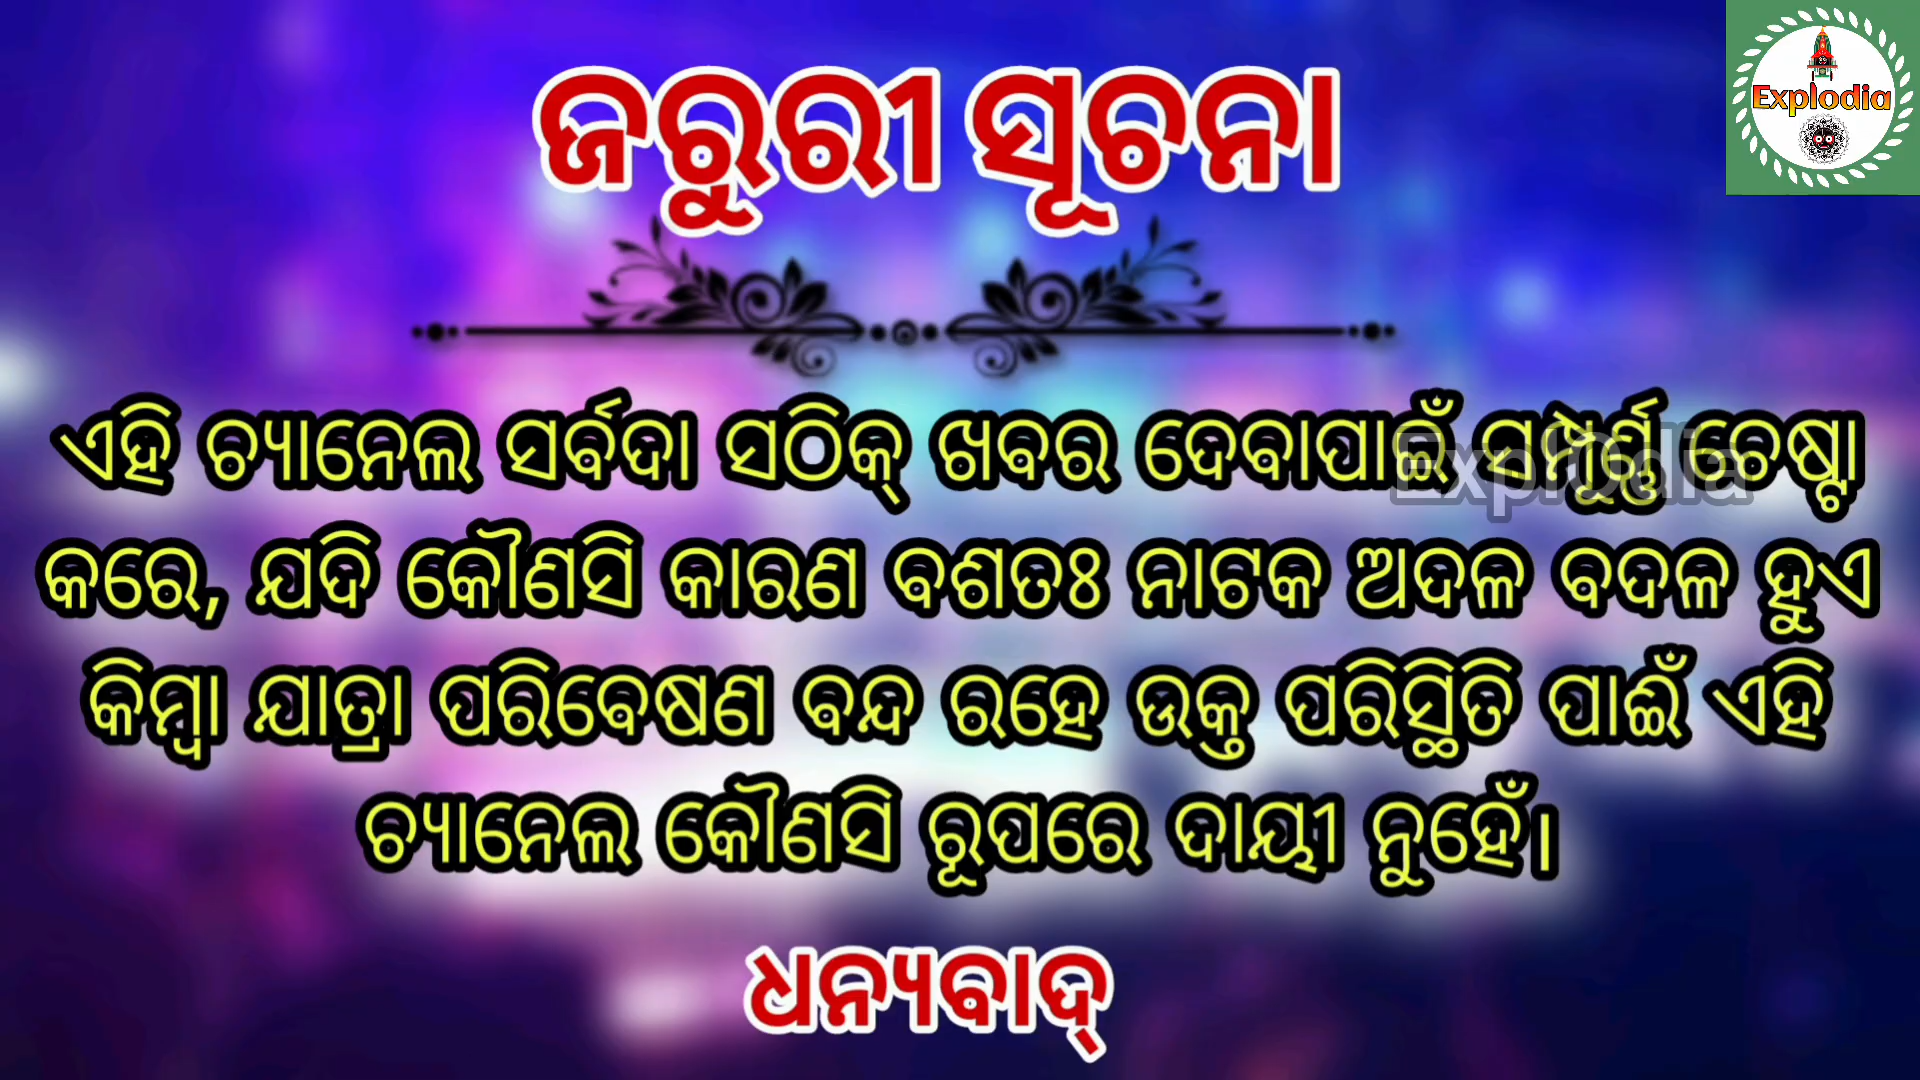 ଜରୁରୀ ସୂଚନା
Explodia
ଏହି ଚ୍ୟାନେଲ ସର୍ବଦା ସଠିକ୍ ଖବର ଦେବାପାଇଁ ସମ୍ପୂର୍ଣ୍ଣ ଚେଷ୍ଟା
Explodia
କରେ, ଯଦି କୌଣସି କାରଣ ବଶତଃ ନାଟକ ଅଦଳ ବଦଳ ହୁଏ
କିମ୍ବା ଯାତ୍ରା ପରିବେଷଣ ବନ୍ଦ ରହେ ଉକ୍ତ ପରିସ୍ଥିତି ପାଈଁ ଏହି
ଚ୍ୟାନେଲ କୌଣସି ରୂପରେ ଦାୟୀ ନୁହେଁ।
ଧନ୍ୟବାଦ୍